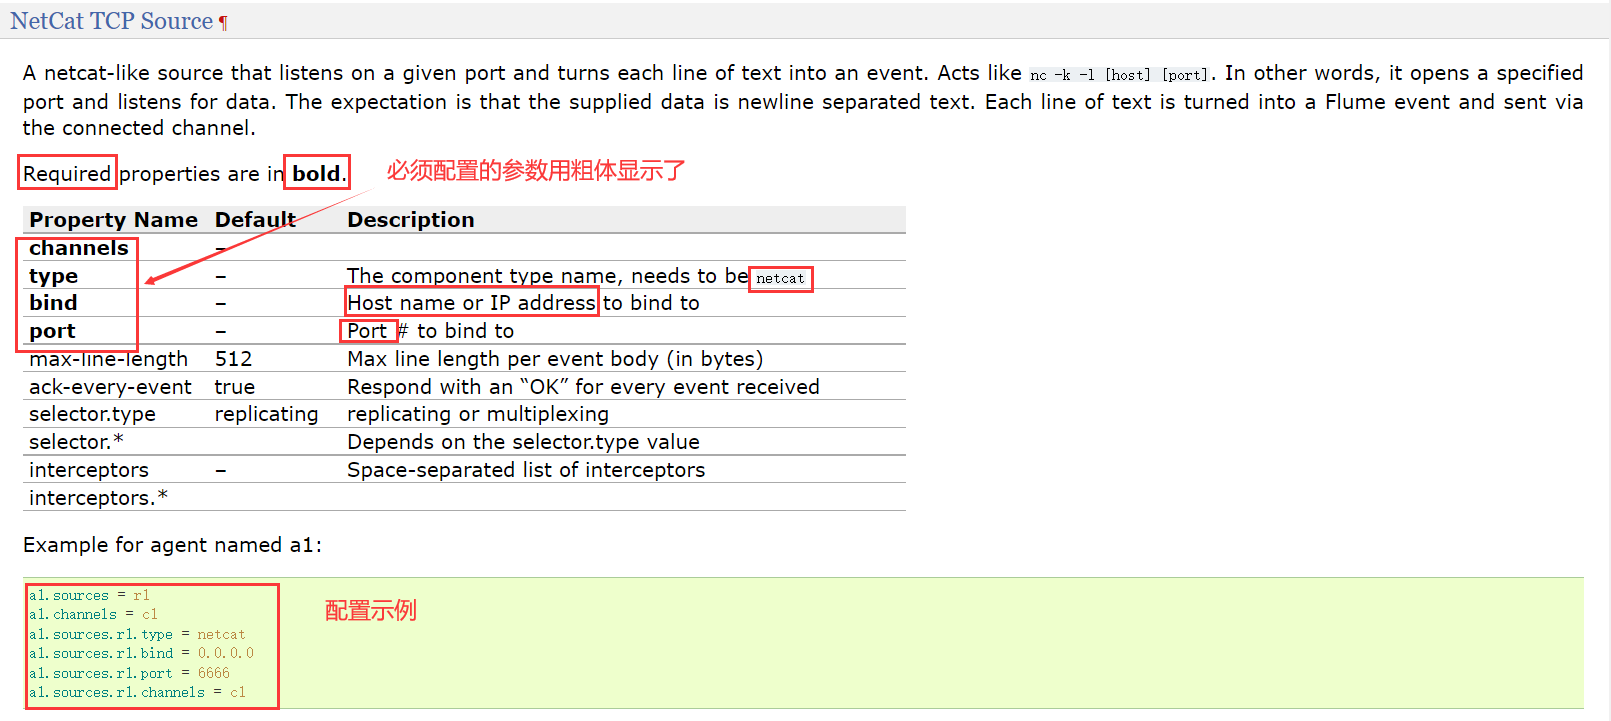 NetCat TCP Source ¶
A netcat-like source that listens on a given port and turns each line of text into an event. Acts like nc -k -l [host] [port]. In other words, it opens a specified
port and listens for data. The expectation is that the supplied data is newline separated text. Each line of text is turned into a Flume event and sent via
the connected channel.
Required properties are in bold. 必须配置的参数用粗体显示了
Property Name Default Description
channels –
type – The component type name, needs to be netcat
bind – Host name or IP address to bind to
port – Port # to bind to
max-line-length 512 Max line length per event body (in bytes)
ack-every-event true Respond with an “OK” for every event received
selector.type replicating replicating or multiplexing
selector.* Depends on the selector.type value
interceptors – Space-separated list of interceptors
interceptors.*
Example for agent named a1:
a1.sources = r1
a1.channels = c1
a1.sources.r1.type = netcat
a1.sources.r1.bind = 0.0.0.0
a1.sources.r1.port = 6666
a1.sources.r1.channels = c1
配置示例